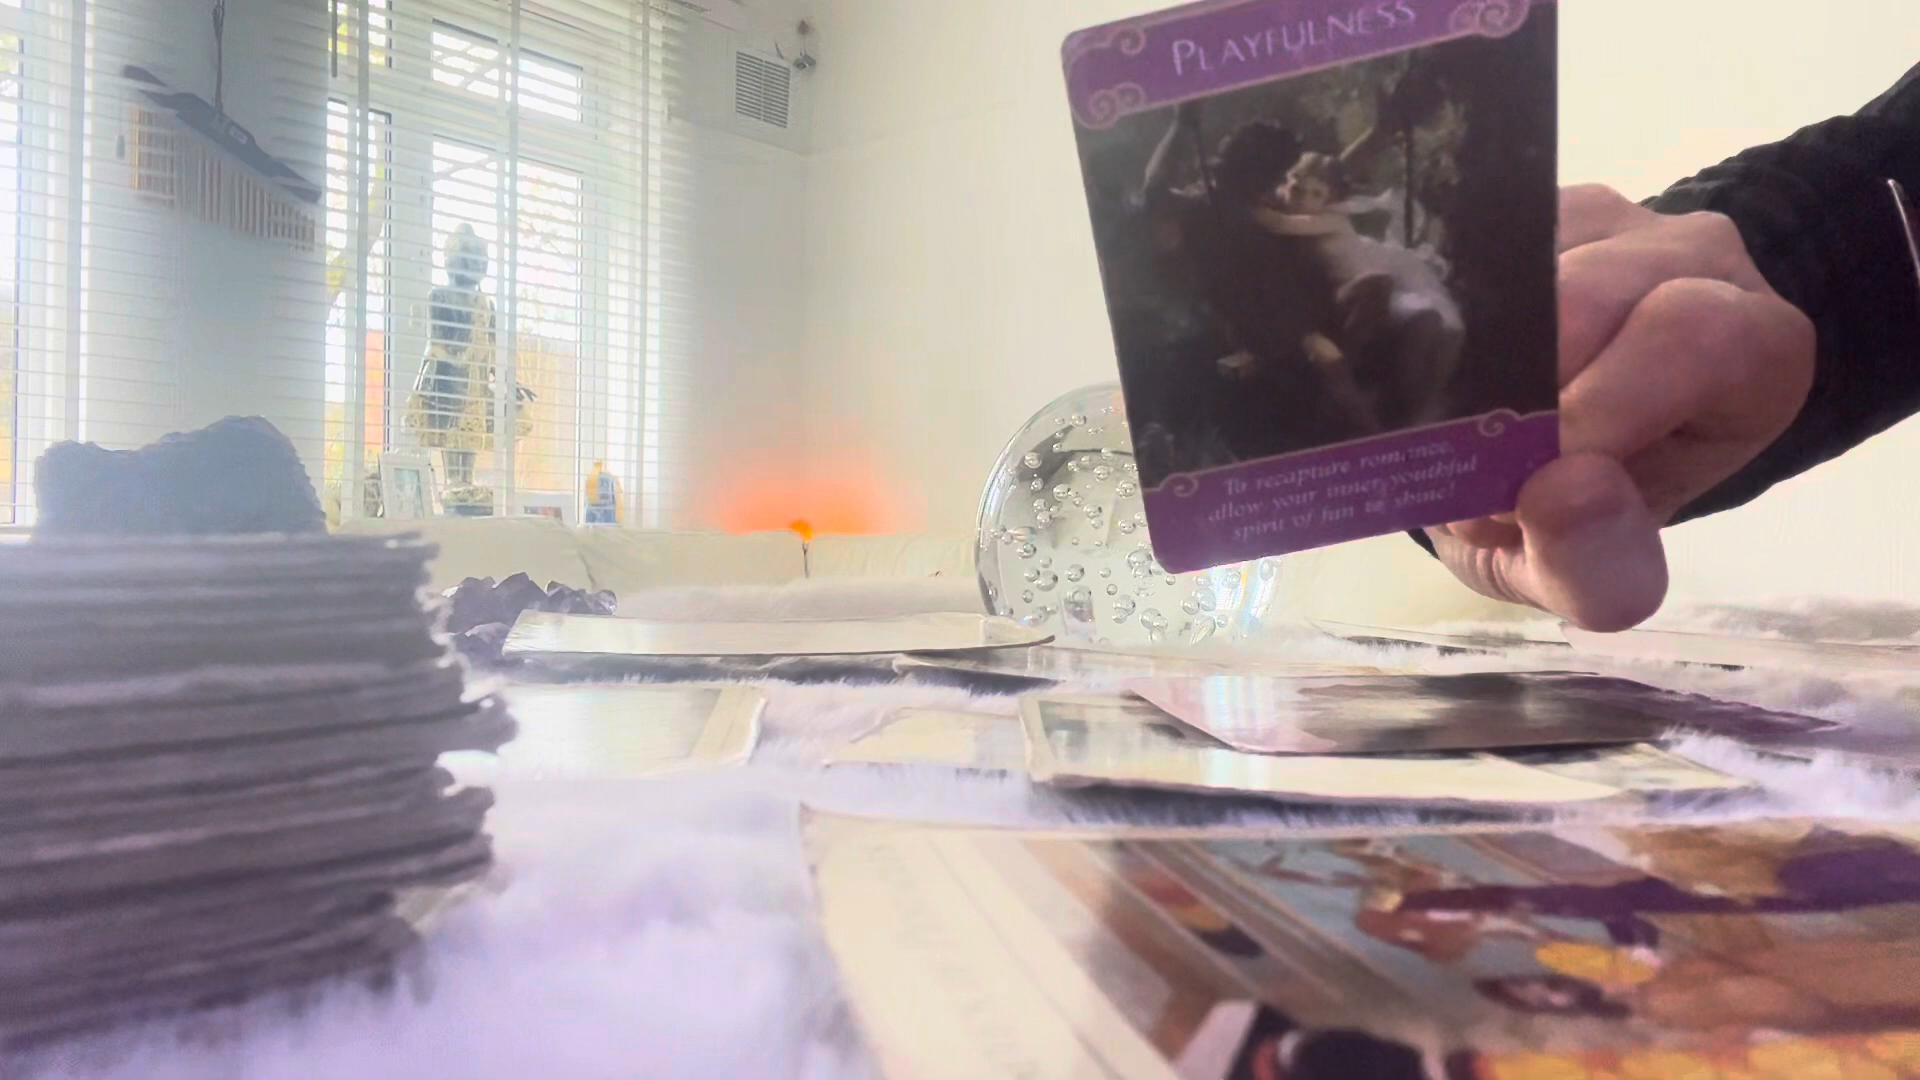 PLAYFULNESS
To recapture romance,
allow your inner, youthful
spirit of fun to shine!